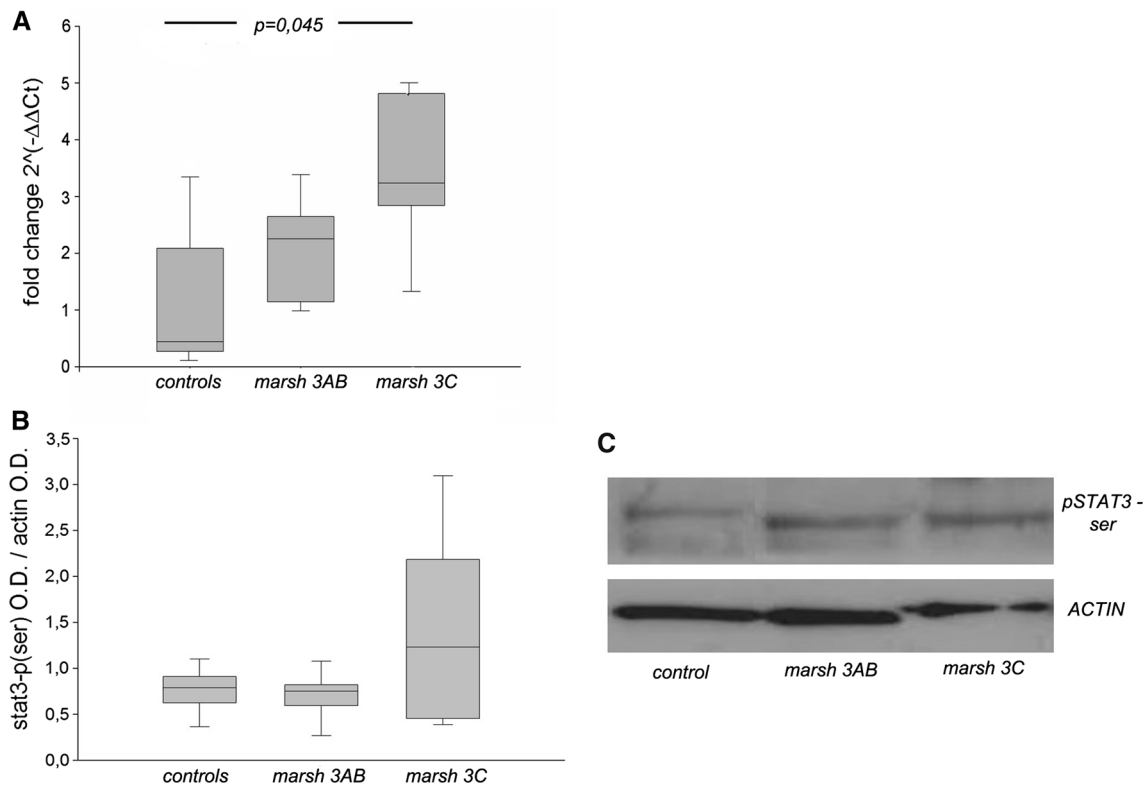 A
p=0,045
fold change 2^(-ΔΔCt)
6
5
4
3
2
1
0
controls
marsh 3AB
marsh 3C
B
stat3-p(ser) O.D. / actin O.D.
3,5
3,0
2,5
2,0
1,5
1,0
0,5
0,0
controls
marsh 3AB
marsh 3C
C
pSTAT3 -
ser
ACTIN
control
marsh 3AB
marsh 3C